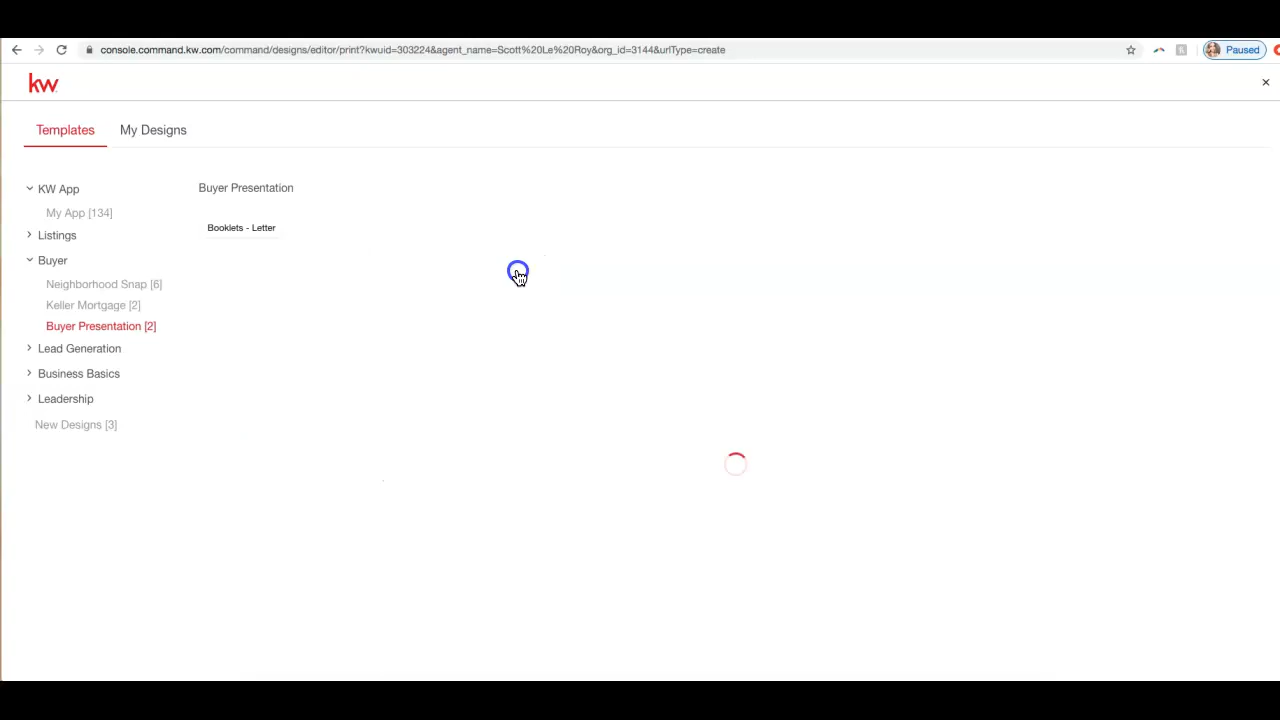 console.command.kw.com/command/designs/editor/print?kwuid=303224&agent_name=Scott%20Le%20Roy&org_id=3144&urlType=create
Paused
kw
Templates
My Designs
KW App
My App [134]
Listings
Buyer
Neighborhood Snap [6]
Keller Mortgage [2]
Buyer Presentation [2]
Lead Generation
Business Basics
Leadership
New Designs [3]
Buyer Presentation
Booklets - Letter